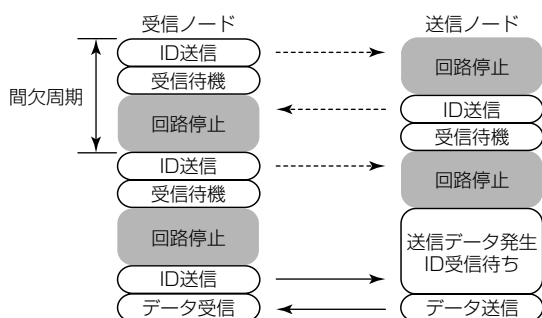 受信ノード
送信ノード
間欠周期
ID送信
受信待機
回路停止
ID送信
受信待機
回路停止
ID送信
データ受信
回路停止
ID送信
受信待機
回路停止
送信データ発生
ID受信待ち
データ送信